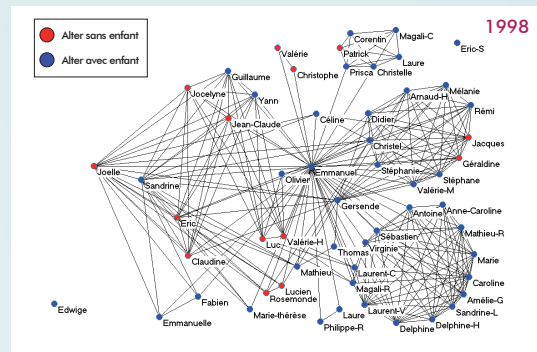 1998
Alter sans enfant
Alter avec enfant
Corentin
Magali-C
Eric-S
Valérie
Patrick
Laure
Christophe
Prisca
Christelle
Guillaume
Jocelyne
Yann
Mélanie
Arnaud-H
Rémi
Jean-Claude
Céline
Didier
Christel
Jacques
Géraldine
Joelle
Sandrine
Olivier
Emmanuel
Stéphanie
Stéphane
Valérie-M
Gersende
Antoine
Anne-Caroline
Eric
Sébastien
Mathieu-R
Luc
Valérie-H
Virginie
Thomas
Marie
Claudine
Mathieu
Laurent-C
Caroline
Magali-R
Lucien
Rosemonde
Amélie-G
Fabien
Edwige
Marie-thérèse
Laure
Laurent-V
Sandrine-L
Emmanuelle
Philippe-R
Delphine
Delphine-H